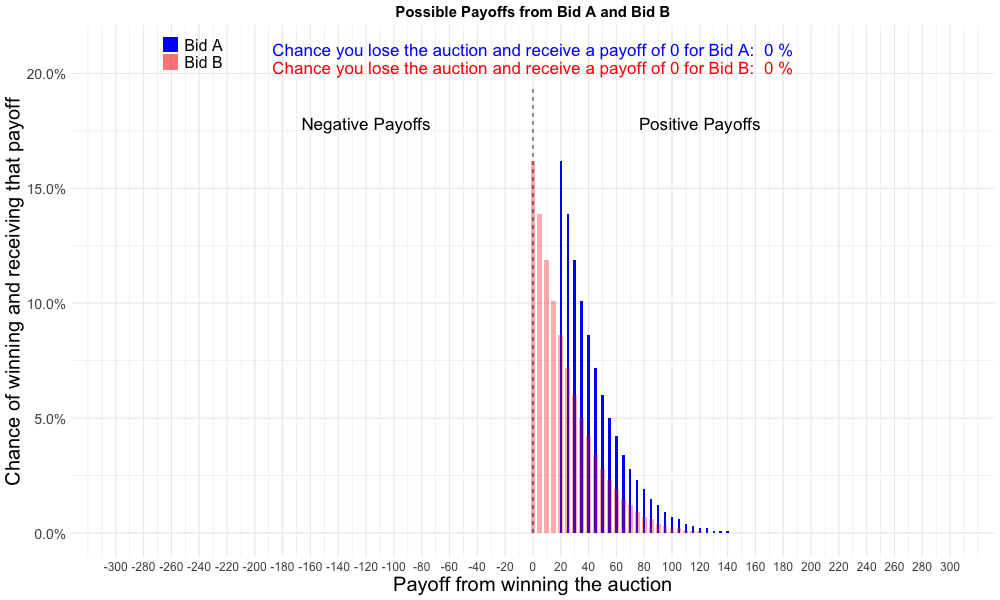 Possible Payoffs from Bid A and Bid B
Bid A
Bid B
Chance you lose the auction and receive a payoff of 0 for Bid A:  0 %
Chance you lose the auction and receive a payoff of 0 for Bid B:  0 %
Negative Payoffs
Positive Payoffs
Chance of winning and receiving that payoff
20.0%
15.0%
10.0%
5.0%
0.0%
-300 -280 -260 -240 -220 -200 -180 -160 -140 -120 -100 -80 -60 -40 -20 0 20 40 60 80 100 120 140 160 180 200 220 240 260 280 300
Payoff from winning the auction